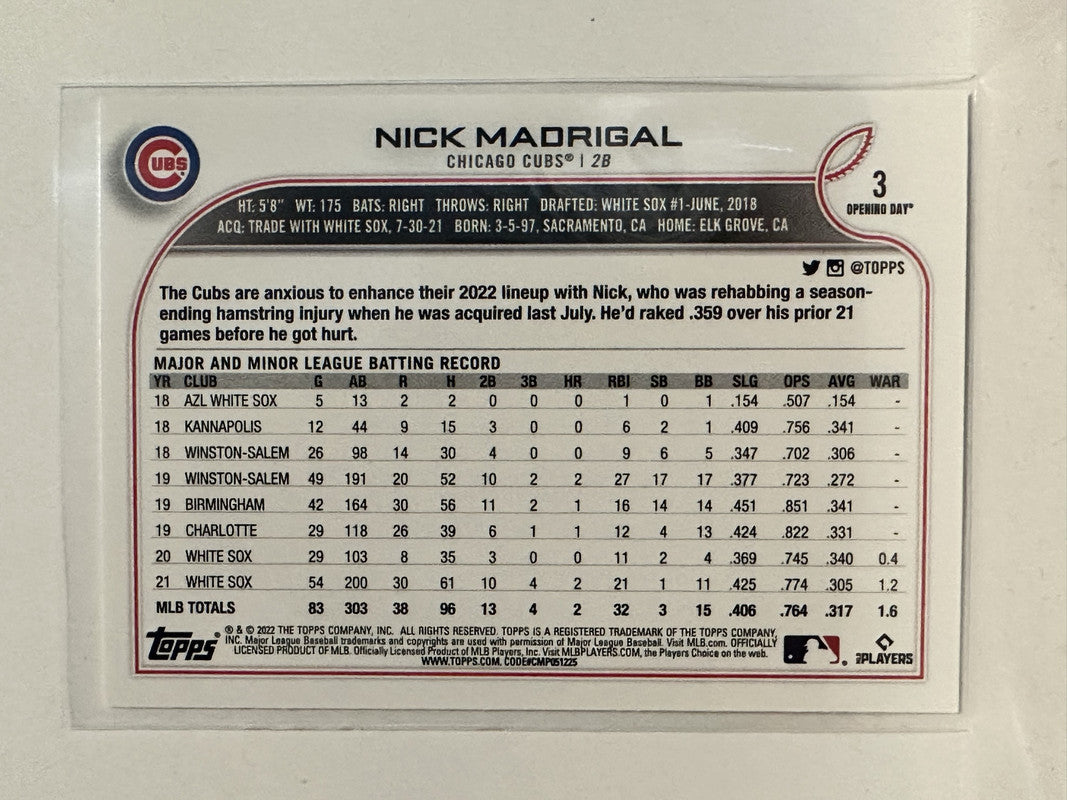 CUBS
NICK MADRIGAL
CHICAGO CUBS® | 2B
3
OPENING DAY®
HT: 5'8" WT: 175 BATS: RIGHT THROWS: RIGHT DRAFTED: WHITE SOX #1-JUNE, 2018
ACQ: TRADE WITH WHITE SOX, 7-30-21 BORN: 3-5-97, SACRAMENTO, CA HOME: ELK GROVE, CA
@TOPPS
The Cubs are anxious to enhance their 2022 lineup with Nick, who was rehabbing a season-
ending hamstring injury when he was acquired last July. He'd raked .359 over his prior 21
games before he got hurt.
MAJOR AND MINOR LEAGUE BATTING RECORD
YR CLUB G AB R H 2B 3B HR RBI SB BB SLG OPS AVG WAR
18 AZL WHITE SOX 5 13 2 2 0 0 0 1 0 1 .154 .507 .154 -
18 KANNAPOLIS 12 44 9 15 3 0 0 6 2 1 .409 .756 .341 -
18 WINSTON-SALEM 26 98 14 30 4 0 0 9 6 5 .347 .702 .306 -
19 WINSTON-SALEM 49 191 20 52 10 2 2 27 17 17 .377 .723 .272 -
19 BIRMINGHAM 42 164 30 56 11 2 1 16 14 14 .451 .851 .341 -
19 CHARLOTTE 29 118 26 39 6 1 1 12 4 13 .424 .822 .331 -
20 WHITE SOX 29 103 8 35 3 0 0 11 2 4 .369 .745 .340 0.4
21 WHITE SOX 54 200 30 61 10 4 2 21 1 11 .425 .774 .305 1.2
MLB TOTALS 83 303 38 96 13 4 2 32 3 15 .406 .764 .317 1.6
Topps®
® & © 2022 THE TOPPS COMPANY, INC. ALL RIGHTS RESERVED. TOPPS IS A REGISTERED TRADEMARK OF THE TOPPS COMPANY,
INC. Major League Baseball trademarks and copyrights are used with permission of Major League Baseball. Visit MLB.com. OFFICIALLY
LICENSED PRODUCT OF MLB. Officially Licensed Product of MLB Players, Inc. Visit MLBPLAYERS.COM, the Players Choice on the web.
WWW.TOPPS.COM. CODE#CMP051225
PLAYERS